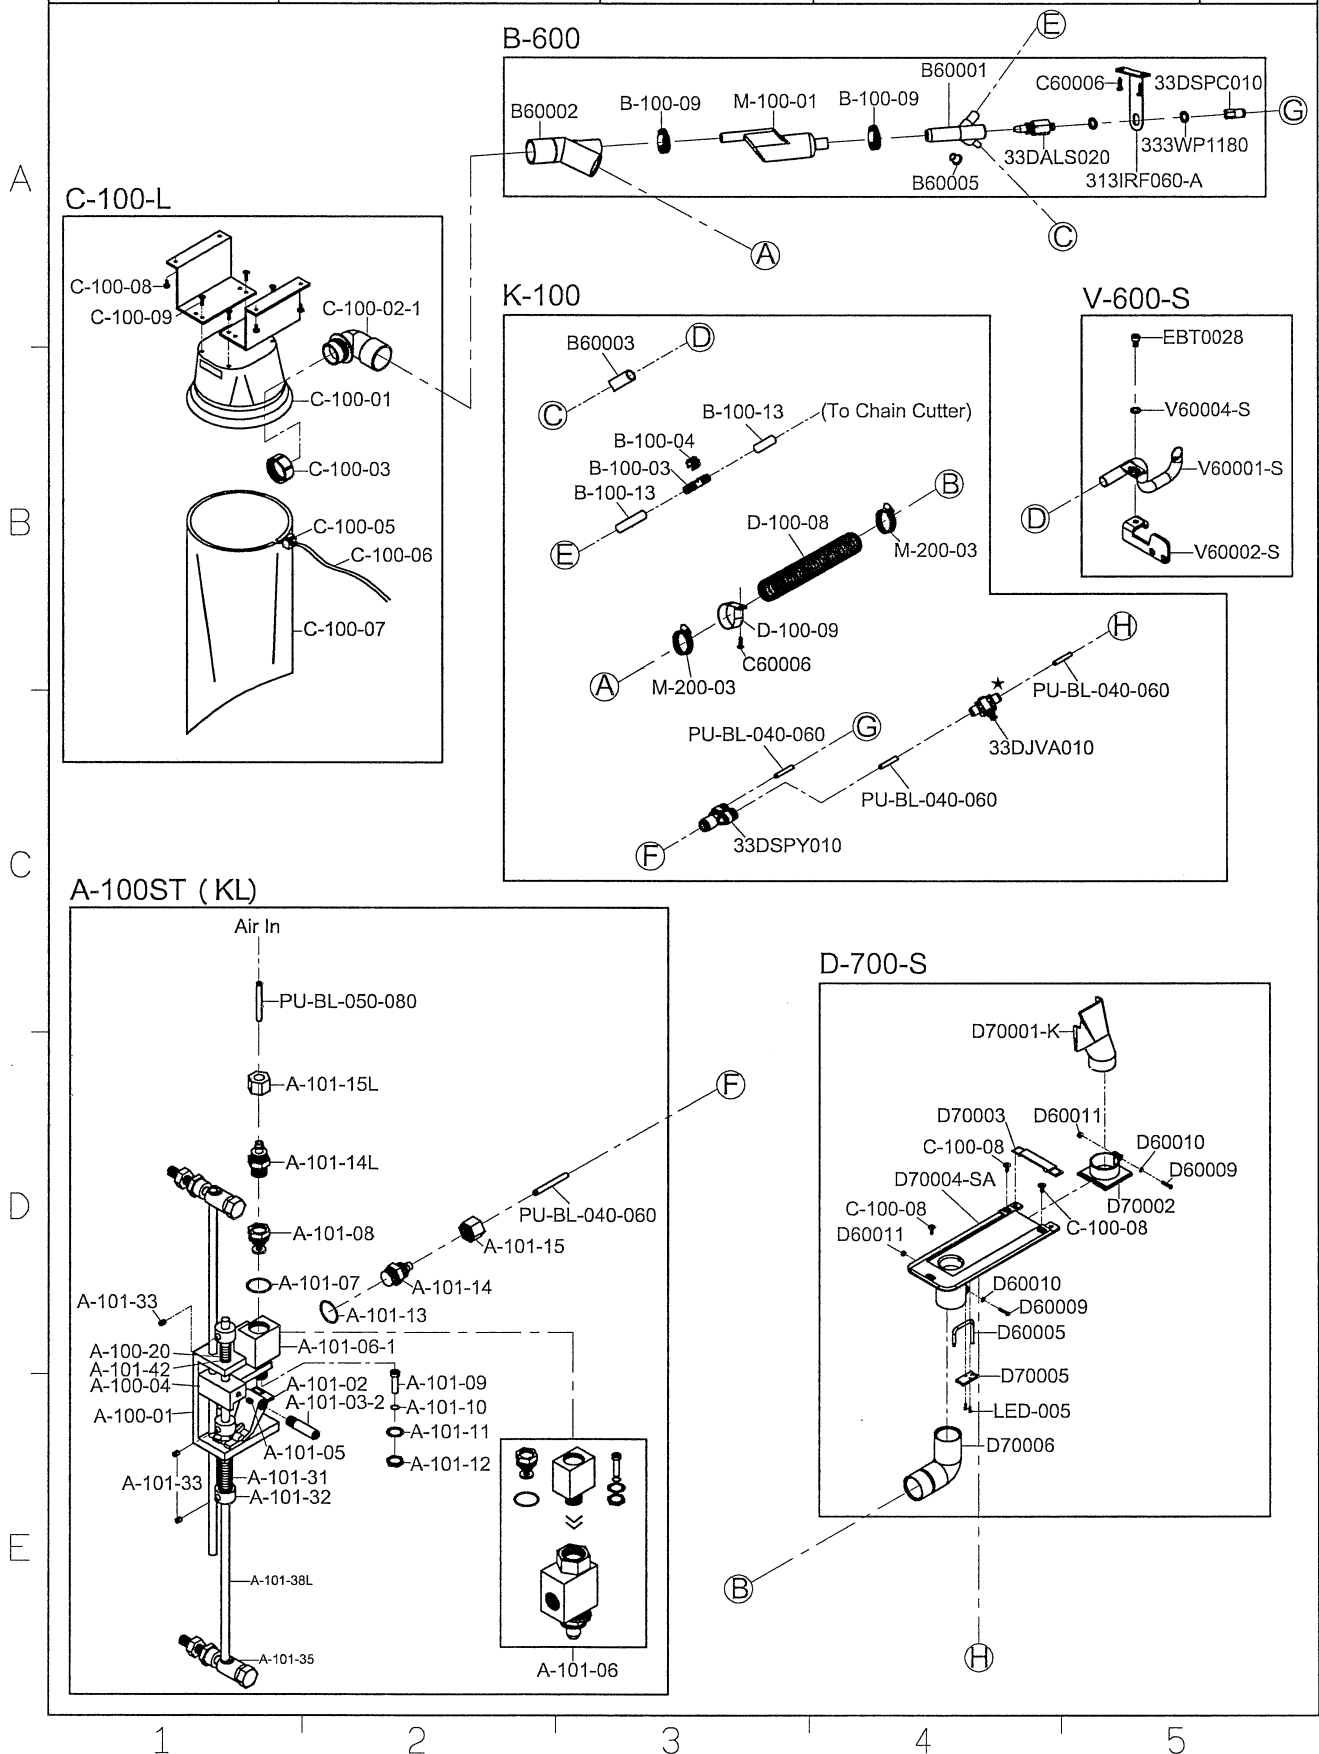 B-600
E
B60001
C60006
33DSPC010
B60002
B-100-09
M-100-01
B-100-09
G
33DALS020
333WP1180
B60005
313IRF060-A
A
C
A
C-100-L
C-100-08
C-100-09
C-100-02-1
C-100-01
C-100-03
C-100-05
C-100-06
C-100-07
B
K-100
B60003
D
C
B-100-13
(To Chain Cutter)
B-100-04
B-100-03
B-100-13
E
B
D-100-08
M-200-03
D-100-09
C60006
A
M-200-03
H
★
PU-BL-040-060
PU-BL-040-060
G
33DJVA010
PU-BL-040-060
33DSPY010
F
V-600-S
EBT0028
V60004-S
V60001-S
D
V60002-S
C
A-100ST (KL)
Air In
PU-BL-050-080
A-101-15L
F
A-101-14L
PU-BL-040-060
A-101-08
A-101-15
A-101-07
A-101-14
A-101-33
A-101-13
A-100-20
A-101-06-1
A-101-42
A-100-04
A-101-02
A-101-09
A-101-03-2
A-101-10
A-100-01
A-101-11
A-101-05
A-101-12
A-101-33
A-101-31
A-101-32
A-101-38L
A-101-35
A-101-06
D
D-700-S
D70001-K
D70003
D60011
C-100-08
D60010
D70004-SA
D60009
D70002
C-100-08
C-100-08
D60011
D60010
D60009
D60005
D70005
LED-005
D70006
B
H
E
1
2
3
4
5